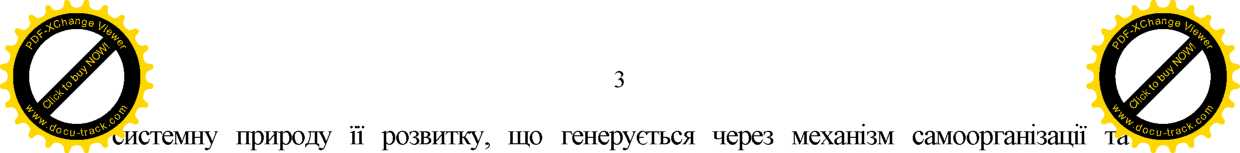 PDF-XChange Viewer
Click to buy NOW!
www.docu-track.com
3
PDF-XChange Viewer
Click to buy NOW!
www.docu-track.com
системну природу її розвитку, що генерується через механізм самоорганізації та